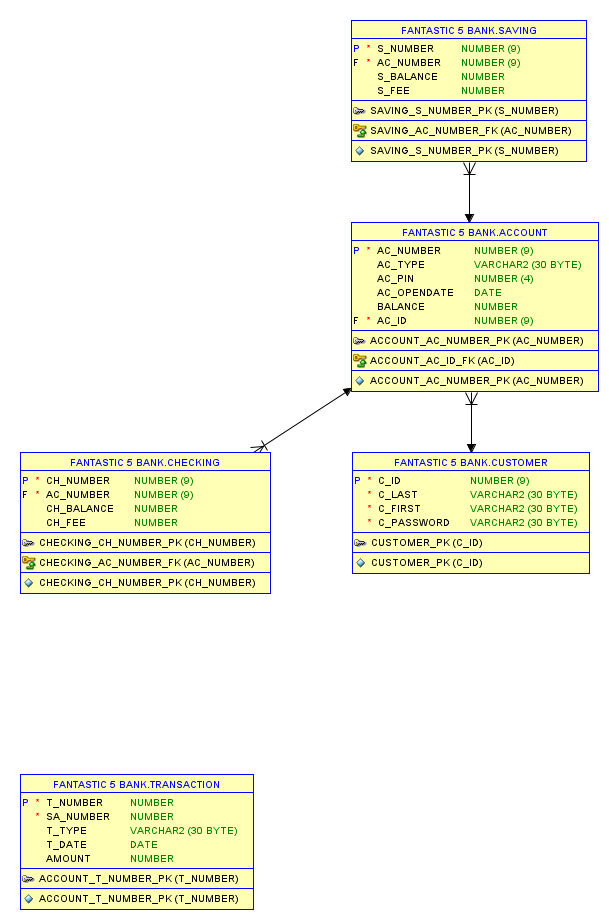 FANTASTIC 5 BANK.SAVING
P * S_NUMBER NUMBER (9)
F * AC_NUMBER NUMBER (9)
S_BALANCE NUMBER
S_FEE NUMBER
SAVING_S_NUMBER_PK (S_NUMBER)
SAVING_AC_NUMBER_FK (AC_NUMBER)
SAVING_S_NUMBER_PK (S_NUMBER)
FANTASTIC 5 BANK.ACCOUNT
P * AC_NUMBER NUMBER (9)
AC_TYPE VARCHAR2 (30 BYTE)
AC_PIN NUMBER (4)
AC_OPENDATE DATE
BALANCE NUMBER
F * AC_ID NUMBER (9)
ACCOUNT_AC_NUMBER_PK (AC_NUMBER)
ACCOUNT_AC_ID_FK (AC_ID)
ACCOUNT_AC_NUMBER_PK (AC_NUMBER)
FANTASTIC 5 BANK.CHECKING
P * CH_NUMBER NUMBER (9)
F * AC_NUMBER NUMBER (9)
CH_BALANCE NUMBER
CH_FEE NUMBER
CHECKING_CH_NUMBER_PK (CH_NUMBER)
CHECKING_AC_NUMBER_FK (AC_NUMBER)
CHECKING_CH_NUMBER_PK (CH_NUMBER)
FANTASTIC 5 BANK.CUSTOMER
P * C_ID NUMBER (9)
* C_LAST VARCHAR2 (30 BYTE)
* C_FIRST VARCHAR2 (30 BYTE)
* C_PASSWORD VARCHAR2 (30 BYTE)
CUSTOMER_PK (C_ID)
CUSTOMER_PK (C_ID)
FANTASTIC 5 BANK.TRANSACTION
P * T_NUMBER NUMBER
* SA_NUMBER NUMBER
T_TYPE VARCHAR2 (30 BYTE)
T_DATE DATE
AMOUNT NUMBER
ACCOUNT_T_NUMBER_PK (T_NUMBER)
ACCOUNT_T_NUMBER_PK (T_NUMBER)